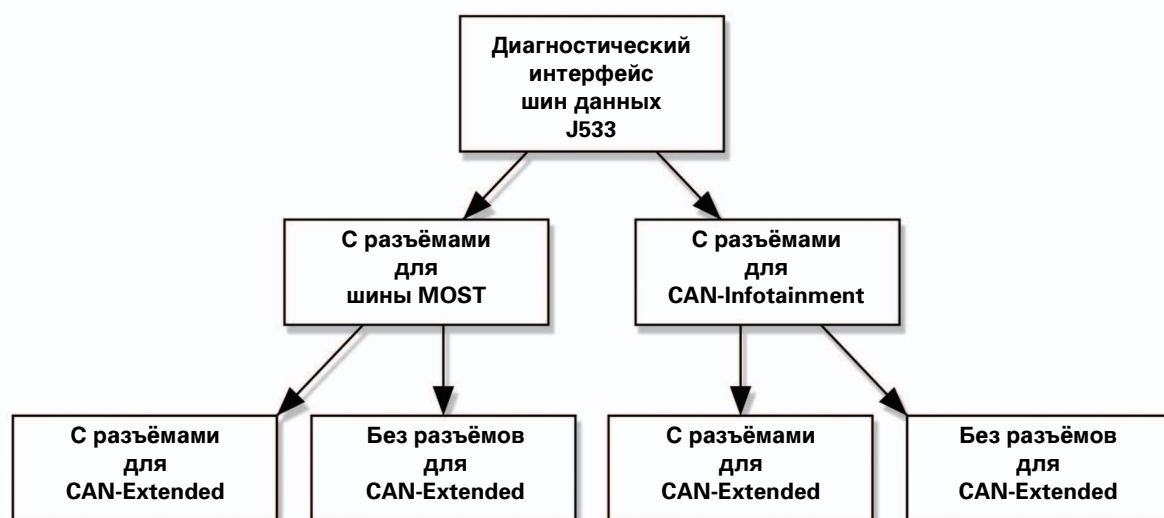 Диагностический
интерфейс
шин данных
J533
С разъёмами
для
шины MOST
С разъёмами
для
CAN-Infotainment
С разъёмами
для
CAN-Extended
Без разъёмов
для
CAN-Extended
С разъёмами
для
CAN-Extended
Без разъёмов
для
CAN-Extended